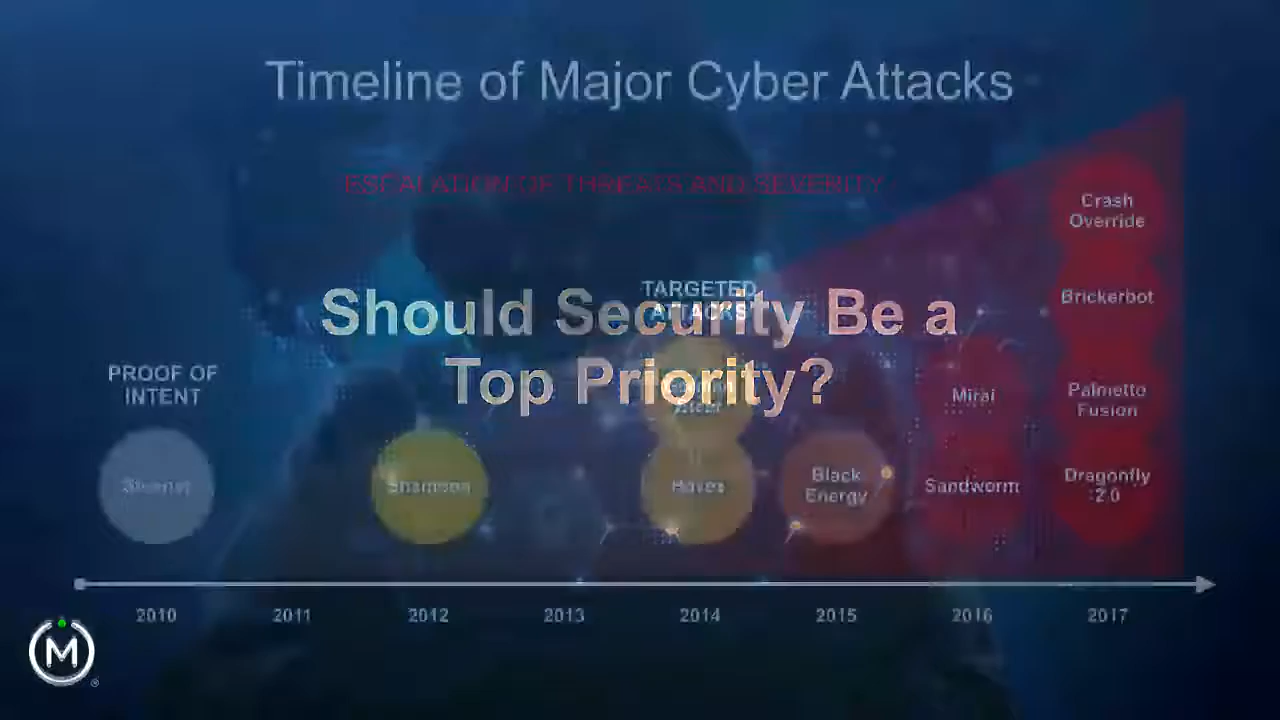 Timeline of Major Cyber Attacks
ESCALATION OF THREATS AND SEVERITY
Crash
Override
TARGETED
ATTACKS
Brickerbot
Should Security Be a
Top Priority?
PROOF OF
INTENT
Mirai
Palmetto
Fusion
Stuxnet
Shamoon
Havex
Black
Energy
Sandworm
Dragonfly
2.0
2010
2011
2012
2013
2014
2015
2016
2017
M